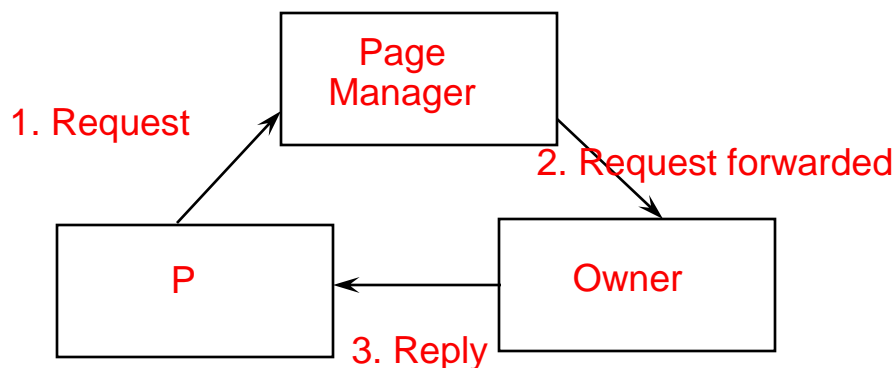 Page
Manager
1. Request
2. Request forwarded
P
Owner
3. Reply